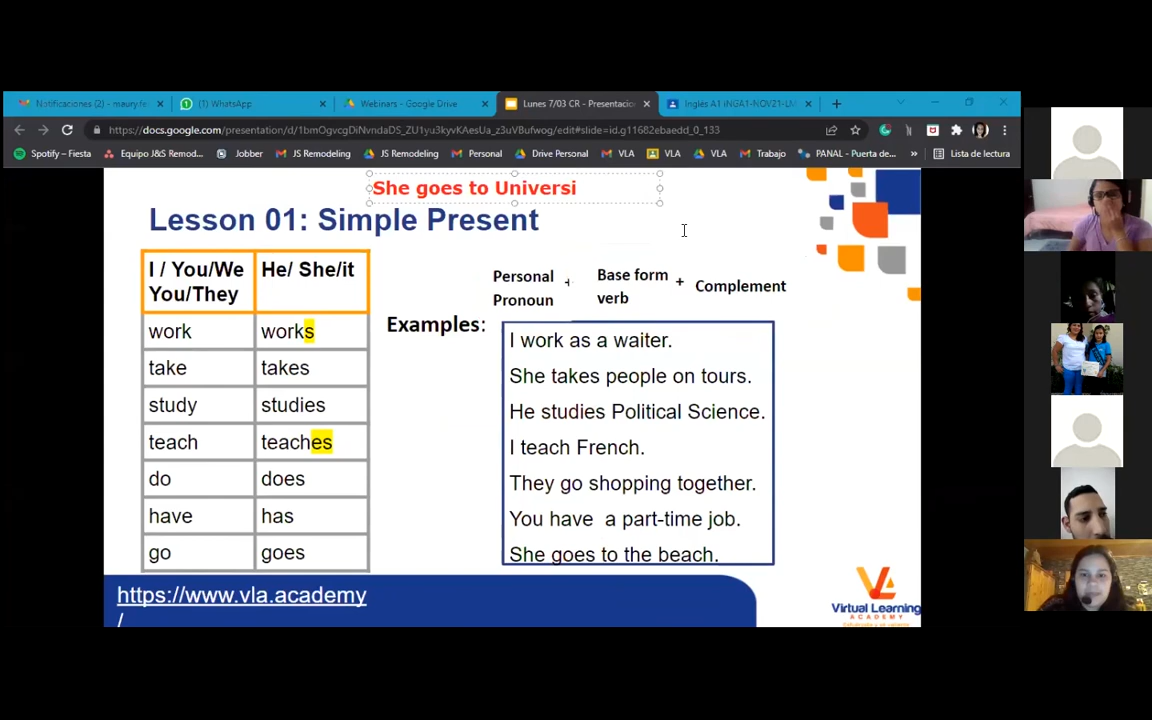 Notificaciones (2) - maury.fe
(1) WhatsApp
Webinars - Google Drive
Lunes 7/03 CR - Presentacio
Inglés A1 (INGA1-NOV21-LM
https://docs.google.com/presentation/d/1bmOgvcgDiNvndaDS_ZU1yu3kyvKAesUa_z3uVBufwog/edit#slide=id.g11682ebaedd_0_133
Spotify – Fiesta
Equipo J&S Remod...
Jobber
JS Remodeling
JS Remodeling
Personal
Drive Personal
VLA
VLA
VLA
Trabajo
PANAL - Puerta de...
»
Lista de lectura
She goes to Universi
Lesson 01: Simple Present
I / You/We
You/They
He/ She/it
work
works
take
takes
study
studies
teach
teaches
do
does
have
has
go
goes
Personal
Pronoun
+
Base form
verb
+
Complement
Examples:
I work as a waiter.
She takes people on tours.
He studies Political Science.
I teach French.
They go shopping together.
You have a part-time job.
She goes to the beach.
https://www.vla.academy
/
Virtual Learning
ACADEMY